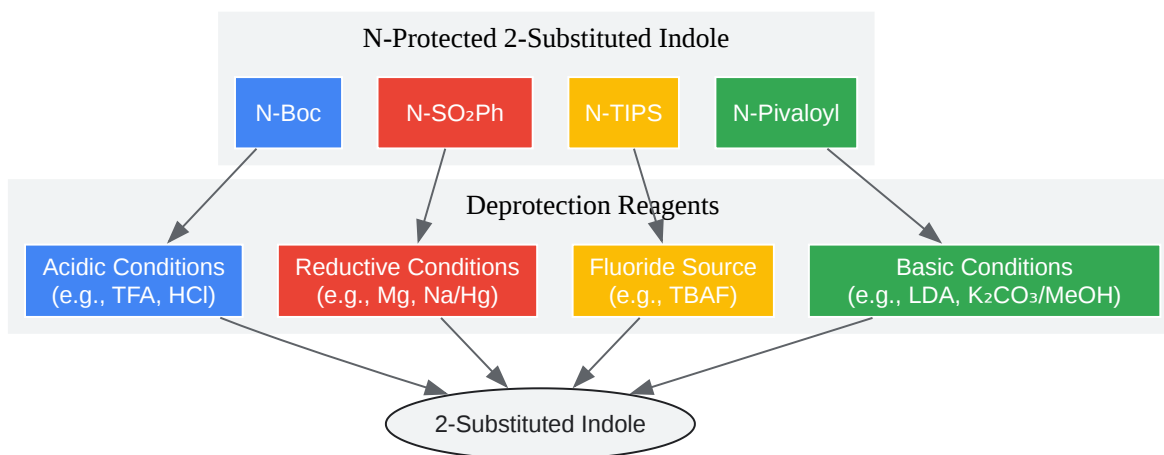 N-Protected 2-Substituted Indole
N-Boc
N-SO₂Ph
N-TIPS
N-Pivaloyl
Deprotection Reagents
Acidic Conditions
(e.g., TFA, HCl)
Reductive Conditions
(e.g., Mg, Na/Hg)
Fluoride Source
(e.g., TBAF)
Basic Conditions
(e.g., LDA, K₂CO₃/MeOH)
2-Substituted Indole